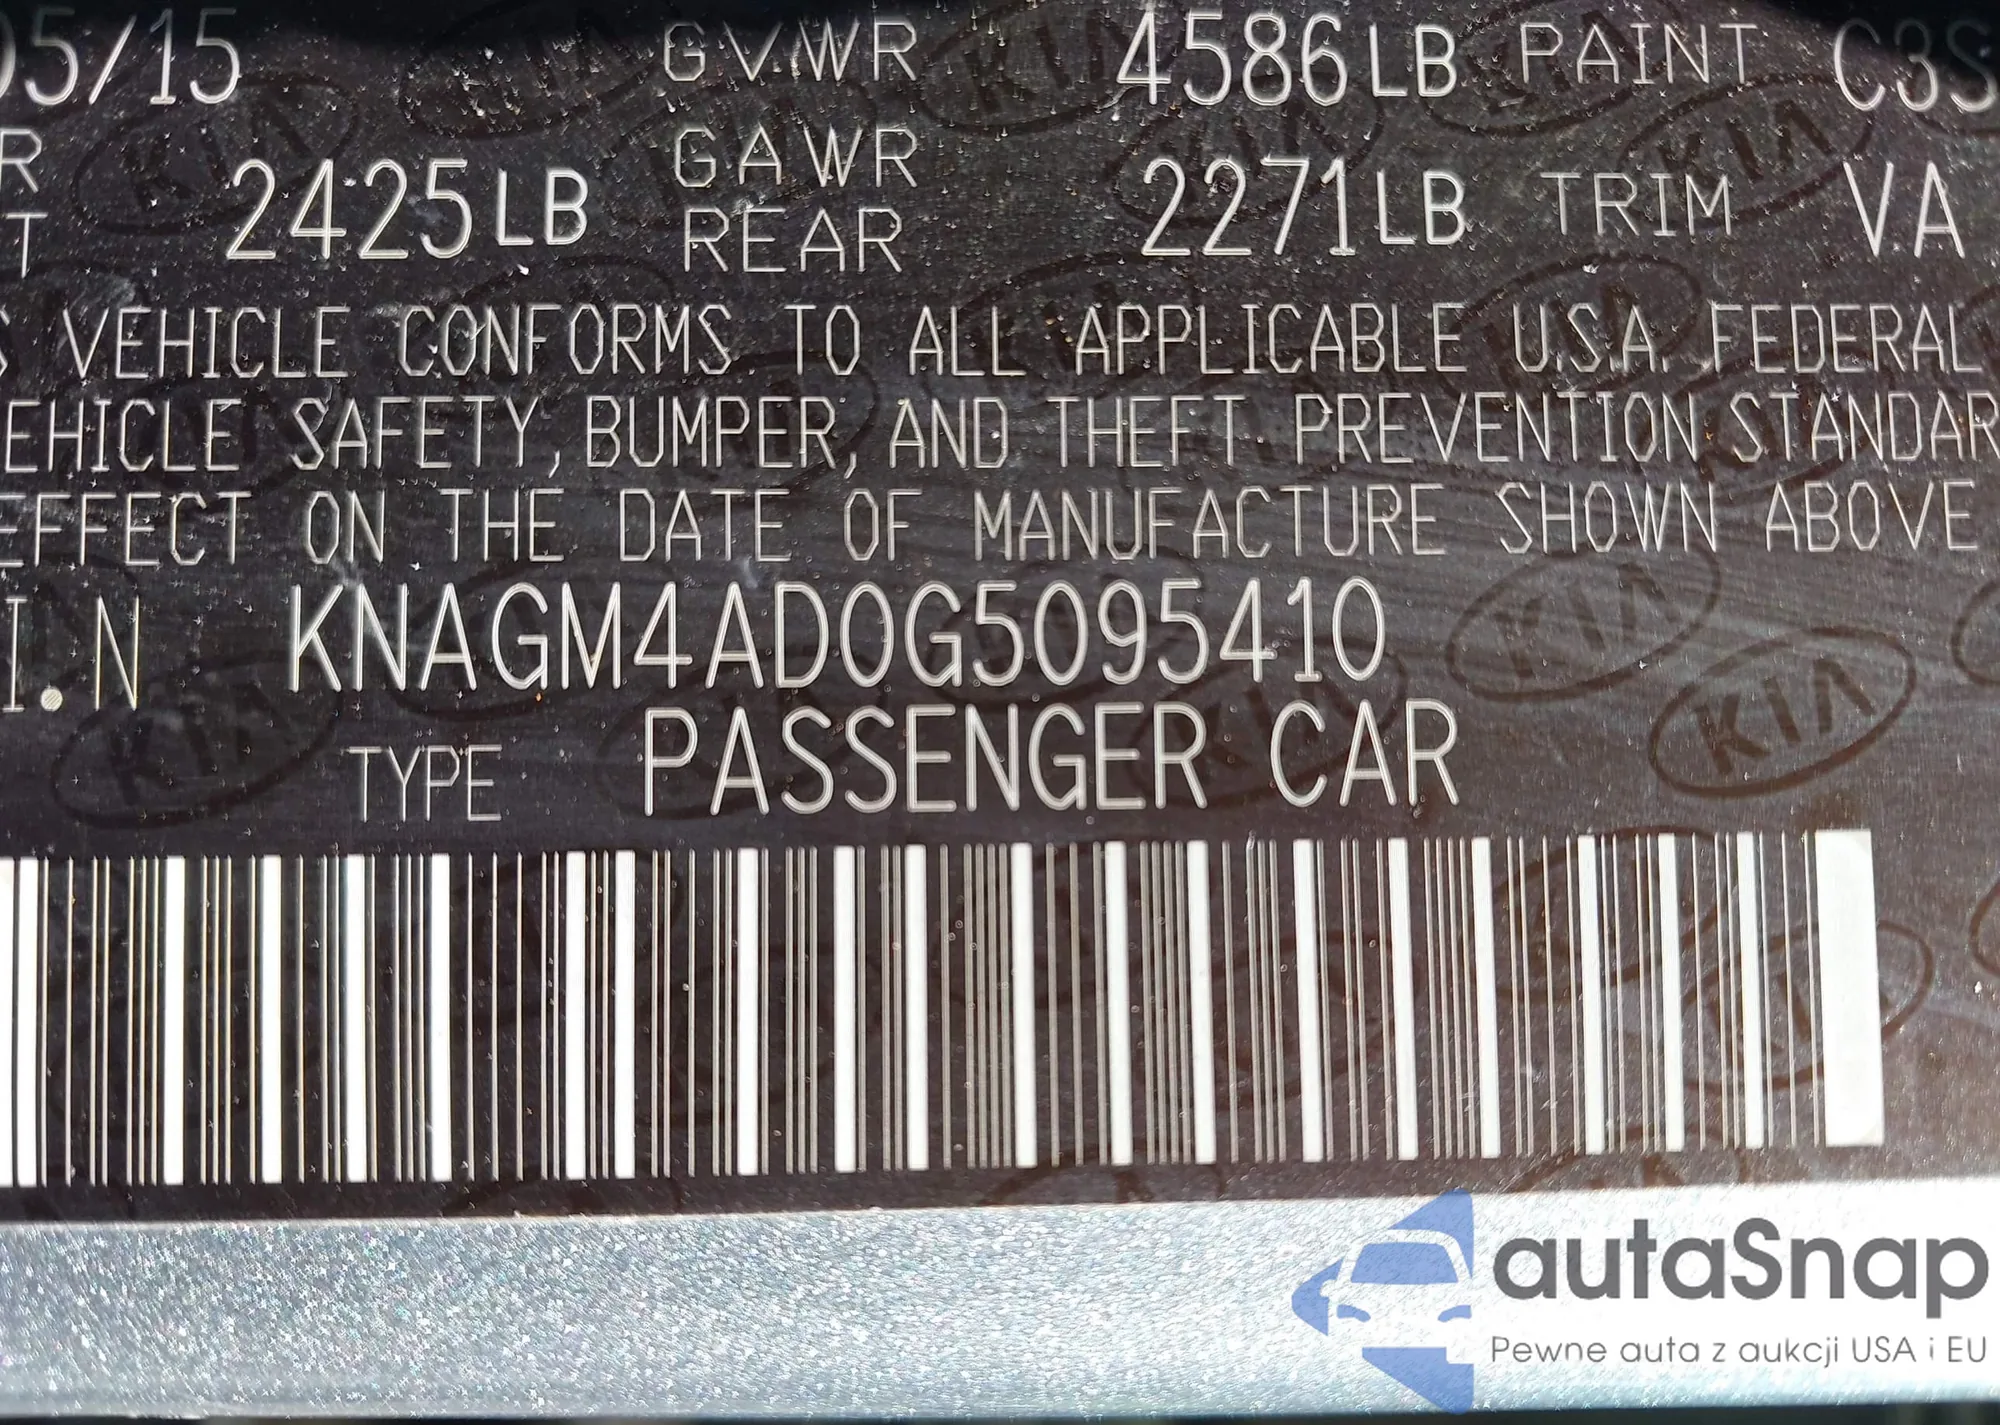 05/15 GVWR 4586LB PAINT C3S
R GAWR
T 2425LB REAR 2271LB TRIM VA
S VEHICLE CONFORMS TO ALL APPLICABLE U.S.A. FEDERAL
EHICLE SAFETY, BUMPER, AND THEFT PREVENTION STANDAR
EFFECT ON THE DATE OF MANUFACTURE SHOWN ABOVE
I.N KNAGM4AD0G5095410
TYPE PASSENGER CAR
KIA
autaSnap
Pewne auta z aukcji USA i EU